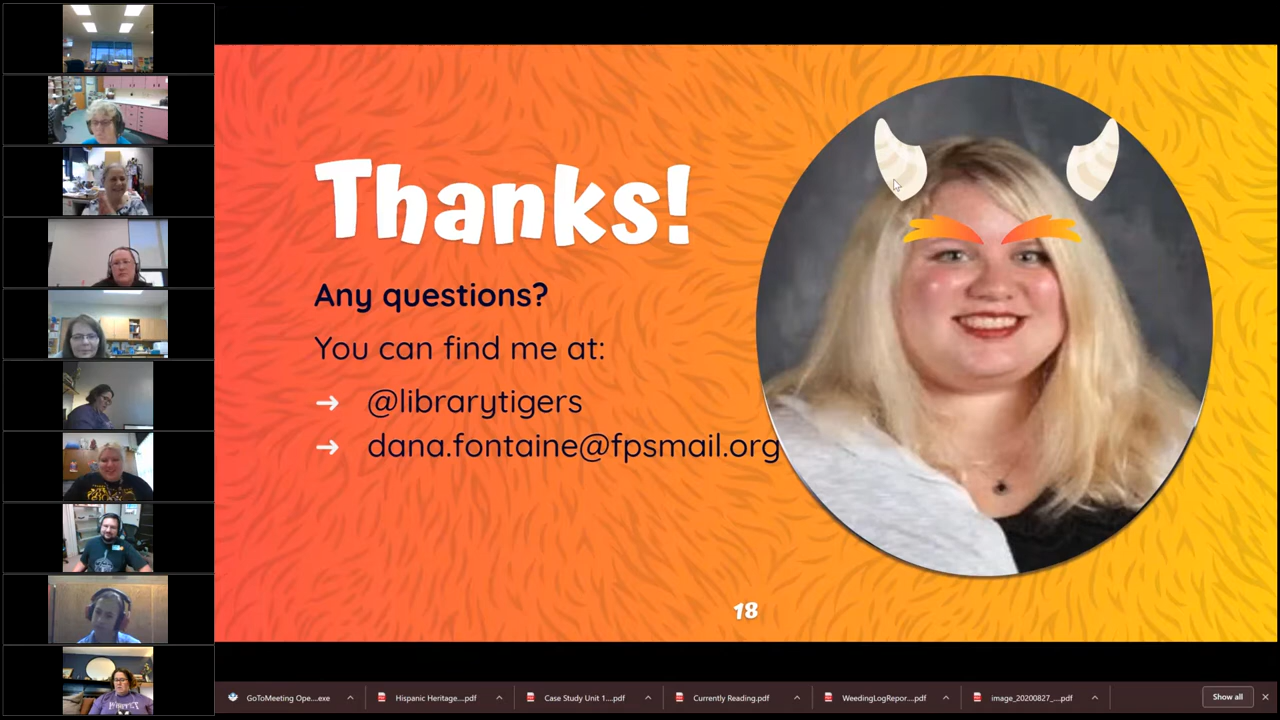 Thanks!
Any questions?
You can find me at:
➔ @librarytigers
➔ dana.fontaine@fpsmail.org
18
GoToMeeting Ope....exe
Hispanic Heritage....pdf
Case Study Unit 1....pdf
Currently Reading.pdf
WeedingLogRepor....pdf
image_20200827_....pdf
Show all